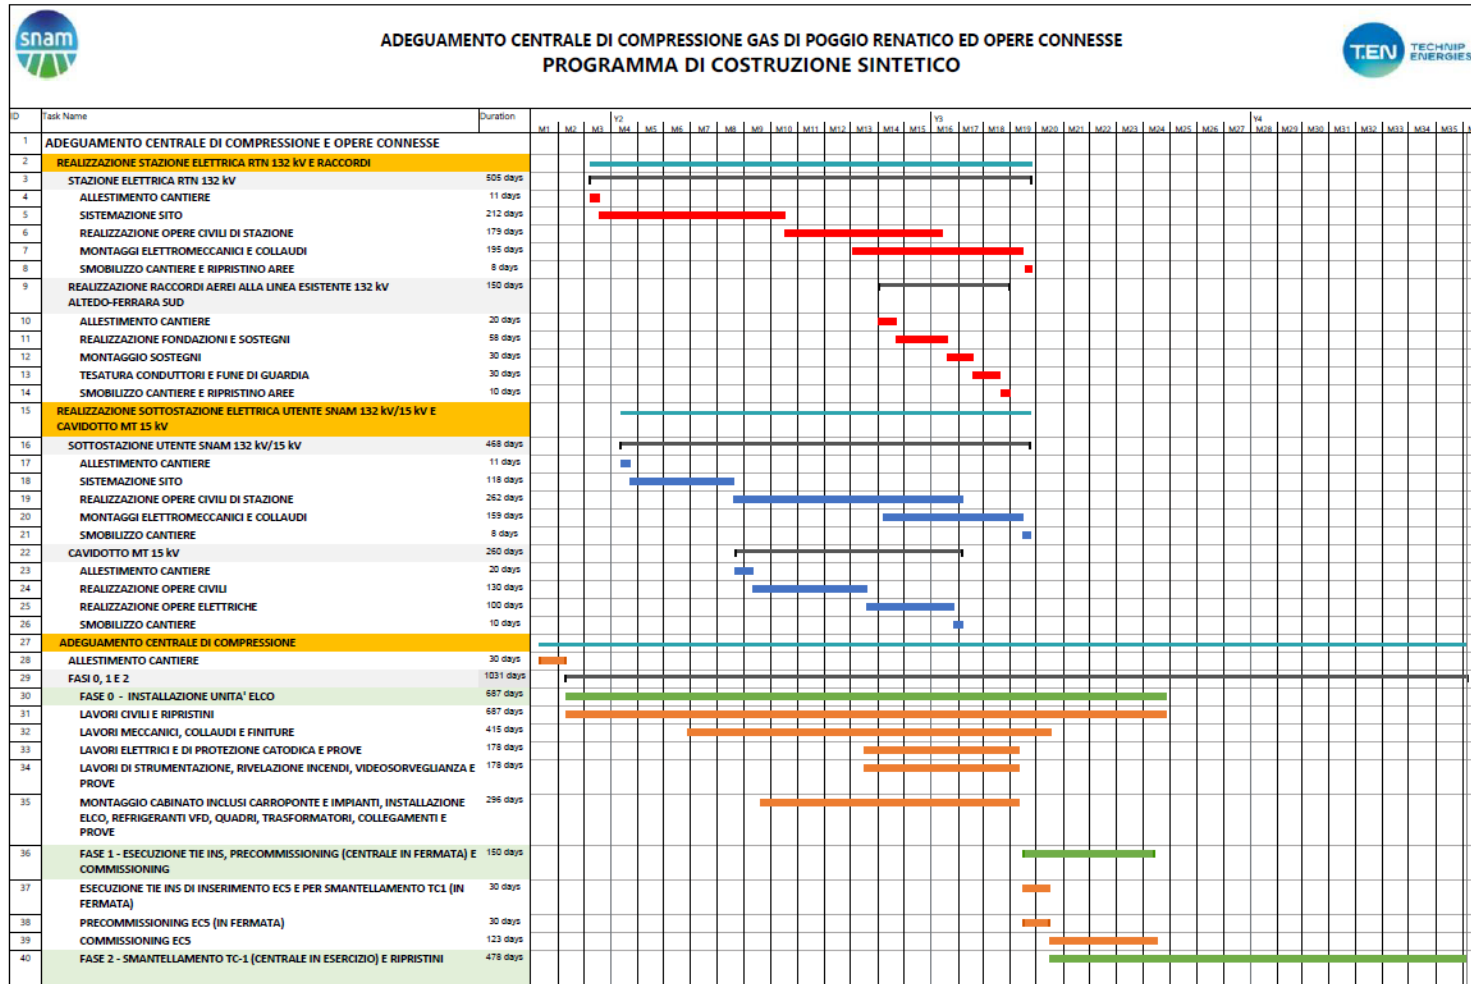 snam
ADEGUAMENTO CENTRALE DI COMPRESSIONE GAS DI POGGIO RENATICO ED OPERE CONNESSE
PROGRAMMA DI COSTRUZIONE SINTETICO
T.EN TECHNIP
ENERGIES
ID Task Name Duration Y2 Y3 Y4
M1 M2 M3 M4 M5 M6 M7 M8 M9 M10 M11 M12 M13 M14 M15 M16 M17 M18 M19 M20 M21 M22 M23 M24 M25 M26 M27 M28 M29 M30 M31 M32 M33 M34 M35
1 ADEGUAMENTO CENTRALE DI COMPRESSIONE E OPERE CONNESSE
2 REALIZZAZIONE STAZIONE ELETTRICA RTN 132 kV E RACCORDI
3 STAZIONE ELETTRICA RTN 132 kV 505 days
4 ALLESTIMENTO CANTIERE 11 days
5 SISTEMAZIONE SITO 212 days
6 REALIZZAZIONE OPERE CIVILI DI STAZIONE 179 days
7 MONTAGGI ELETTROMECCANICI E COLLAUDI 195 days
8 SMOBILIZZO CANTIERE E RIPRISTINO AREE 8 days
9 REALIZZAZIONE RACCORDI AEREI ALLA LINEA ESISTENTE 132 kV 150 days
ALTEDO-FERRARA SUD
10 ALLESTIMENTO CANTIERE 20 days
11 REALIZZAZIONE FONDAZIONI E SOSTEGNI 58 days
12 MONTAGGIO SOSTEGNI 30 days
13 TESATURA CONDUTTORI E FUNE DI GUARDIA 30 days
14 SMOBILIZZO CANTIERE E RIPRISTINO AREE 10 days
15 REALIZZAZIONE SOTTOSTAZIONE ELETTRICA UTENTE SNAM 132 kV/15 kV E
CAVIDOTTO MT 15 kV
16 SOTTOSTAZIONE UTENTE SNAM 132 kV/15 kV 468 days
17 ALLESTIMENTO CANTIERE 11 days
18 SISTEMAZIONE SITO 118 days
19 REALIZZAZIONE OPERE CIVILI DI STAZIONE 262 days
20 MONTAGGI ELETTROMECCANICI E COLLAUDI 159 days
21 SMOBILIZZO CANTIERE 8 days
22 CAVIDOTTO MT 15 kV 260 days
23 ALLESTIMENTO CANTIERE 20 days
24 REALIZZAZIONE OPERE CIVILI 130 days
25 REALIZZAZIONE OPERE ELETTRICHE 100 days
26 SMOBILIZZO CANTIERE 10 days
27 ADEGUAMENTO CENTRALE DI COMPRESSIONE
28 ALLESTIMENTO CANTIERE 30 days
29 FASI 0, 1 E 2 1031 days
30 FASE 0 - INSTALLAZIONE UNITA' ELCO 687 days
31 LAVORI CIVILI E RIPRISTINI 687 days
32 LAVORI MECCANICI, COLLAUDI E FINITURE 415 days
33 LAVORI ELETTRICI E DI PROTEZIONE CATODICA E PROVE 178 days
34 LAVORI DI STRUMENTAZIONE, RIVELAZIONE INCENDI, VIDEOSORVEGLIANZA E 178 days
PROVE
35 MONTAGGIO CABINATO INCLUSI CARROPONTE E IMPIANTI, INSTALLAZIONE 296 days
ELCO, REFRIGERANTI VFD, QUADRI, TRASFORMATORI, COLLEGAMENTI E
PROVE
36 FASE 1 - ESECUZIONE TIE INS, PRECOMMISSIONING (CENTRALE IN FERMATA) E 150 days
COMMISSIONING
37 ESECUZIONE TIE INS DI INSERIMENTO EC5 E PER SMANTELLAMENTO TC1 (IN 30 days
FERMATA)
38 PRECOMMISSIONING EC5 (IN FERMATA) 30 days
39 COMMISSIONING EC5 123 days
40 FASE 2 - SMANTELLAMENTO TC-1 (CENTRALE IN ESERCIZIO) E RIPRISTINI 478 days